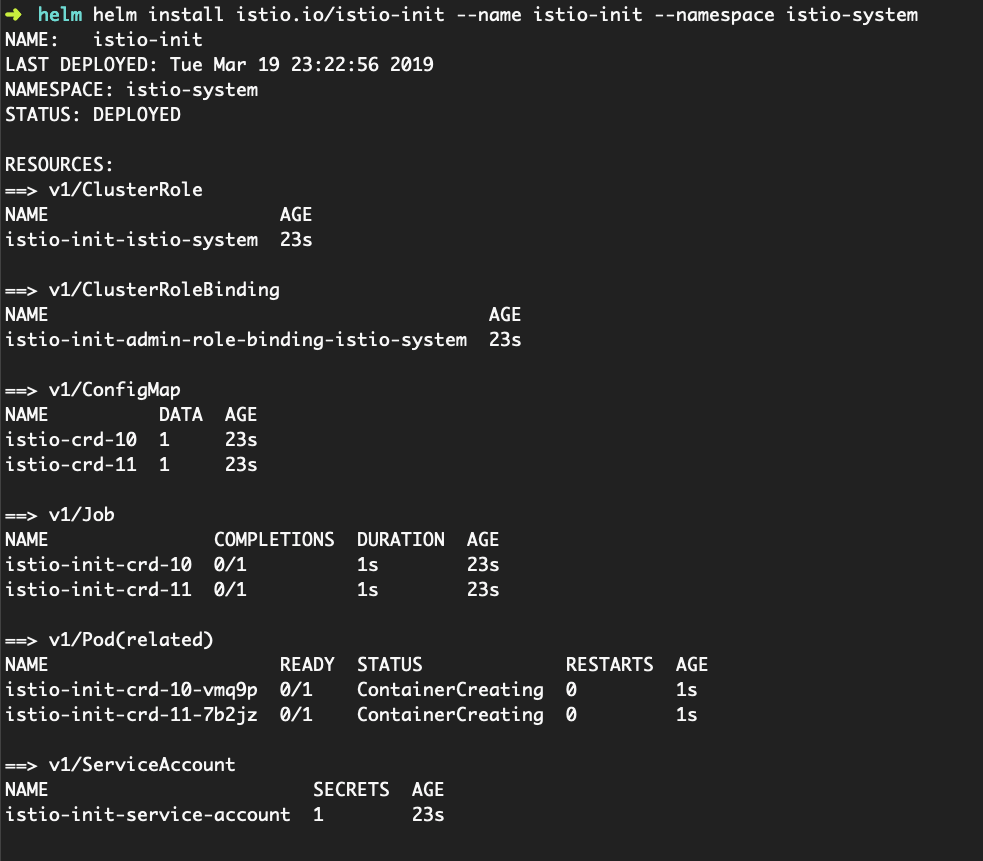 ➜ helm helm install istio.io/istio-init --name istio-init --namespace istio-system
NAME:   istio-init
LAST DEPLOYED: Tue Mar 19 23:22:56 2019
NAMESPACE: istio-system
STATUS: DEPLOYED

RESOURCES:
==> v1/ClusterRole
NAME                     AGE
istio-init-istio-system  23s

==> v1/ClusterRoleBinding
NAME                                        AGE
istio-init-admin-role-binding-istio-system  23s

==> v1/ConfigMap
NAME          DATA  AGE
istio-crd-10  1     23s
istio-crd-11  1     23s

==> v1/Job
NAME               COMPLETIONS  DURATION  AGE
istio-init-crd-10  0/1          1s        23s
istio-init-crd-11  0/1          1s        23s

==> v1/Pod(related)
NAME                     READY  STATUS             RESTARTS  AGE
istio-init-crd-10-vmq9p  0/1    ContainerCreating  0         1s
istio-init-crd-11-7b2jz  0/1    ContainerCreating  0         1s

==> v1/ServiceAccount
NAME                        SECRETS  AGE
istio-init-service-account  1        23s